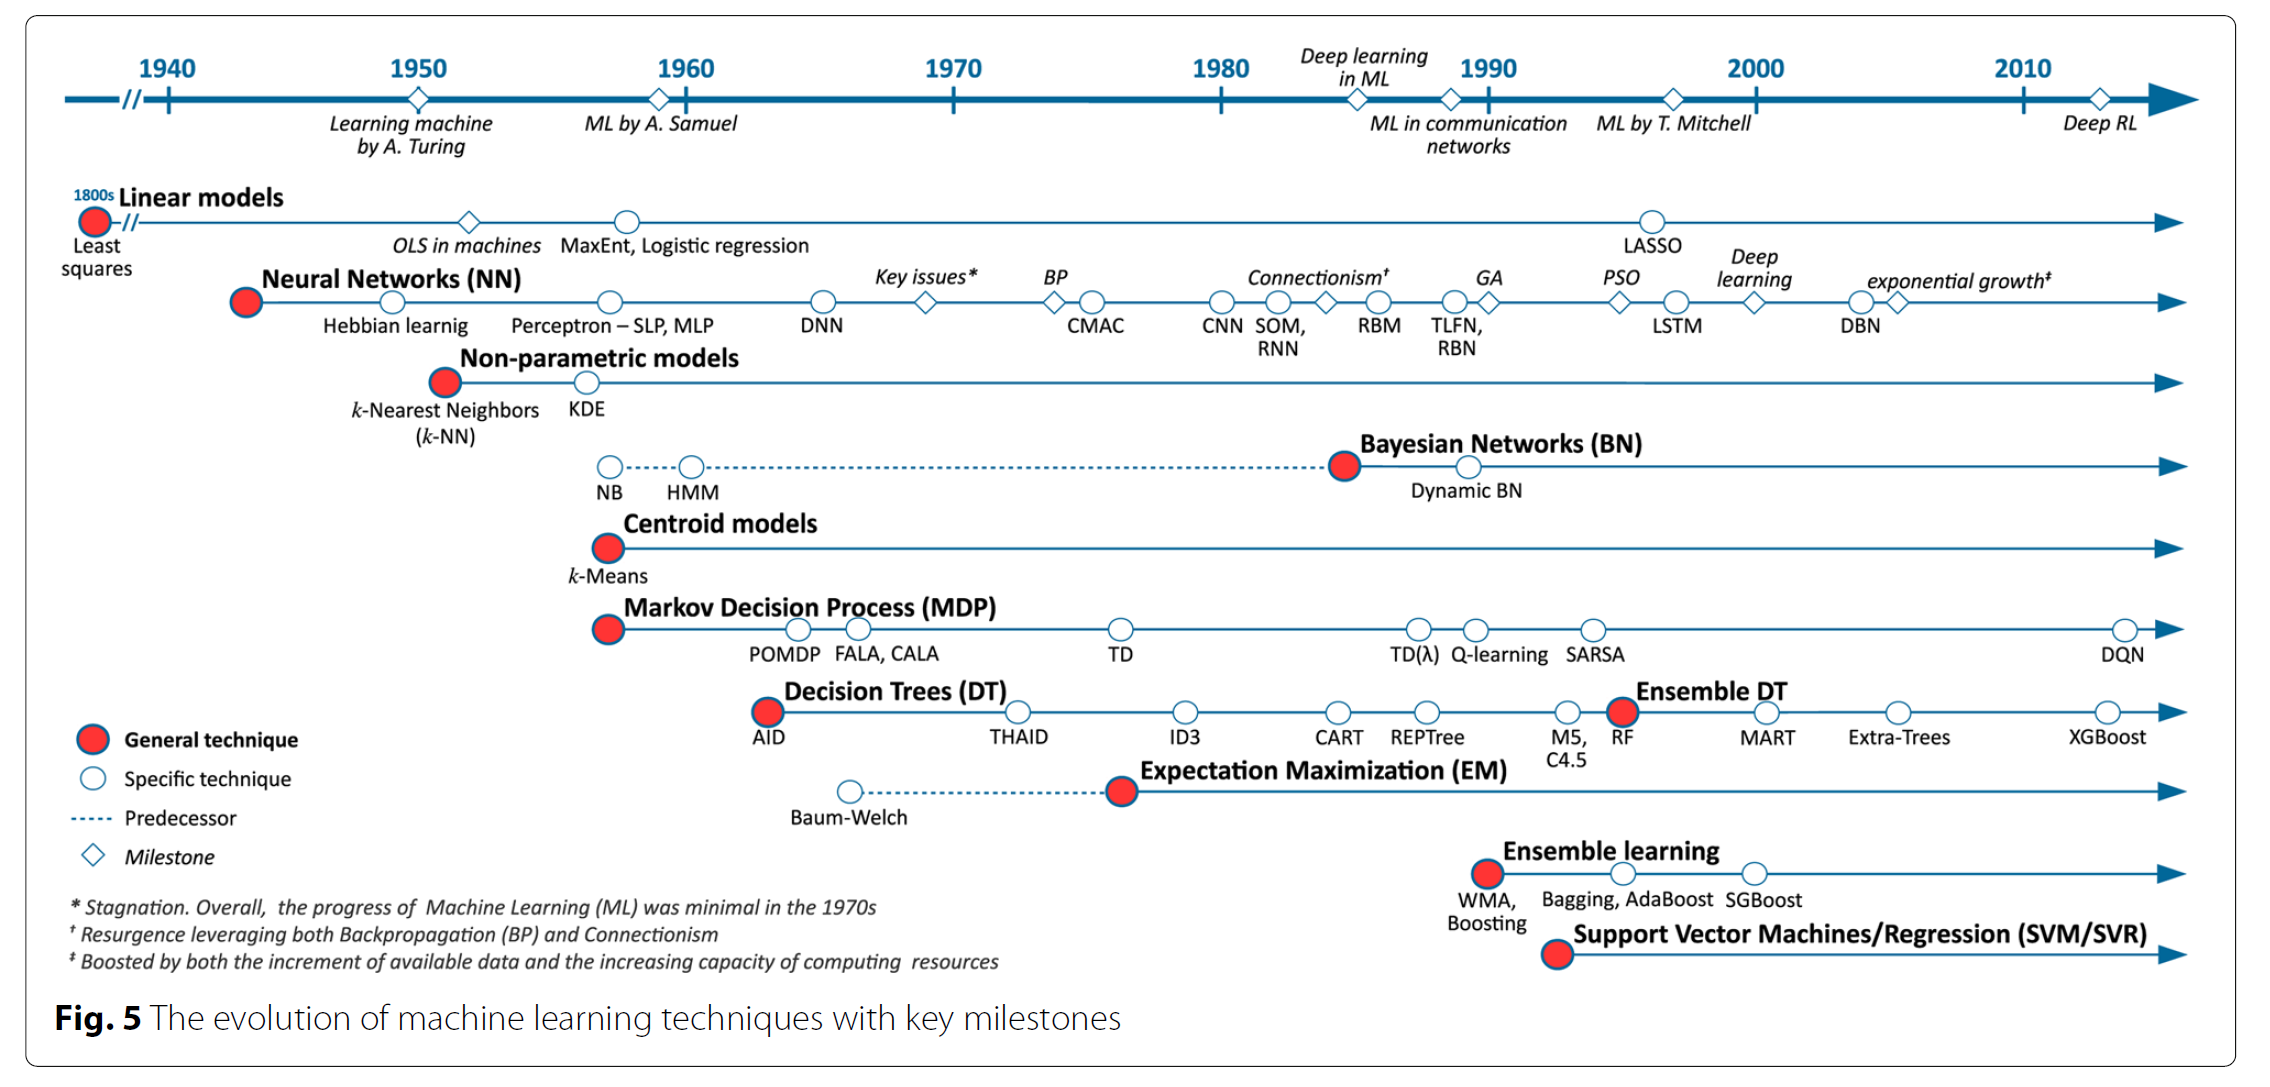 1940 1950 1960 1970 1980 Deep learning 1990 2000 2010
in ML
Learning machine ML by A. Samuel ML in communication ML by T. Mitchell Deep RL
by A. Turing networks
1800s Linear models
Least OLS in machines MaxEnt, Logistic regression LASSO
squares
Neural Networks (NN) Key issues* BP Connectionism† GA PSO Deep learning exponential growth‡
Hebbian learnig Perceptron – SLP, MLP DNN CMAC CNN SOM, RBM TLFN, LSTM DBN
RNN RBN
Non-parametric models
k-Nearest Neighbors KDE
(k-NN)
Bayesian Networks (BN)
NB HMM Dynamic BN
Centroid models
k-Means
Markov Decision Process (MDP)
POMDP FALA, CALA TD TD(λ) Q-learning SARSA DQN
Decision Trees (DT) Ensemble DT
AID THAID ID3 CART REPTree M5, RF MART Extra-Trees XGBoost
C4.5
Expectation Maximization (EM)
Baum-Welch
Ensemble learning
WMA, Bagging, AdaBoost SGBoost
Boosting
Support Vector Machines/Regression (SVM/SVR)
General technique
Specific technique
Predecessor
Milestone
* Stagnation. Overall, the progress of Machine Learning (ML) was minimal in the 1970s
† Resurgence leveraging both Backpropagation (BP) and Connectionism
‡ Boosted by both the increment of available data and the increasing capacity of computing resources
Fig. 5 The evolution of machine learning techniques with key milestones